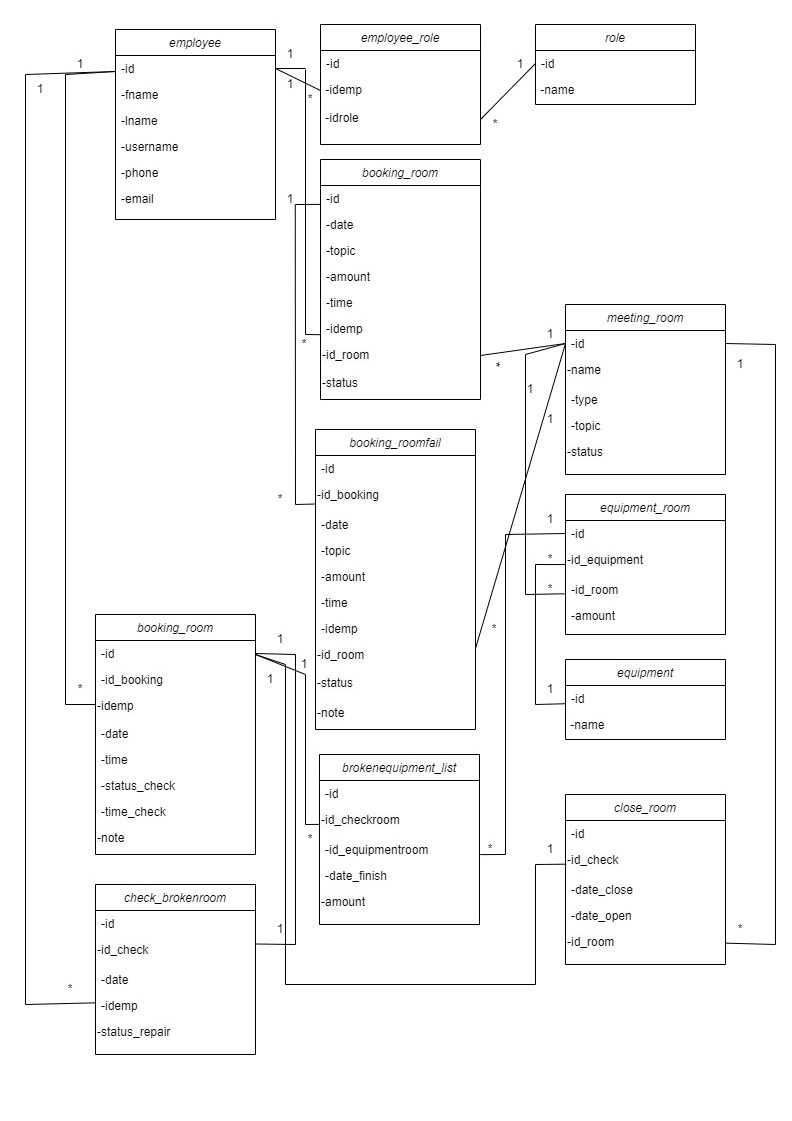 employee
-id
-fname
-lname
-username
-phone
-email
employee_role
-id
-idemp
-idrole
role
-id
-name
booking_room
-id
-date
-topic
-amount
-time
-idemp
-id_room
-status
meeting_room
-id
-name
-type
-topic
-status
booking_roomfail
-id
-id_booking
-date
-topic
-amount
-time
-idemp
-id_room
-status
-note
equipment_room
-id
-id_equipment
-id_room
-amount
equipment
-id
-name
booking_room
-id
-id_booking
-idemp
-date
-time
-status_check
-time_check
-note
brokenequipment_list
-id
-id_checkroom
-id_equipmentroom
-date_finish
-amount
close_room
-id
-id_check
-date_close
-date_open
-id_room
check_brokenroom
-id
-id_check
-date
-idemp
-status_repair
1
1
1
1
*
1
*
1
*
1
*
1
1
1
*
1
*
*
1
*
1
1
1
*
*
1
*
1
*
1
*